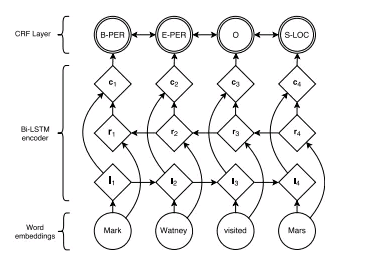 CRF Layer
B-PER E-PER O S-LOC
c1 c2 c3 c4
Bi-LSTM
encoder
r1 r2 r3 r4
l1 l2 l3 l4
Word
embeddings
Mark Watney visited Mars